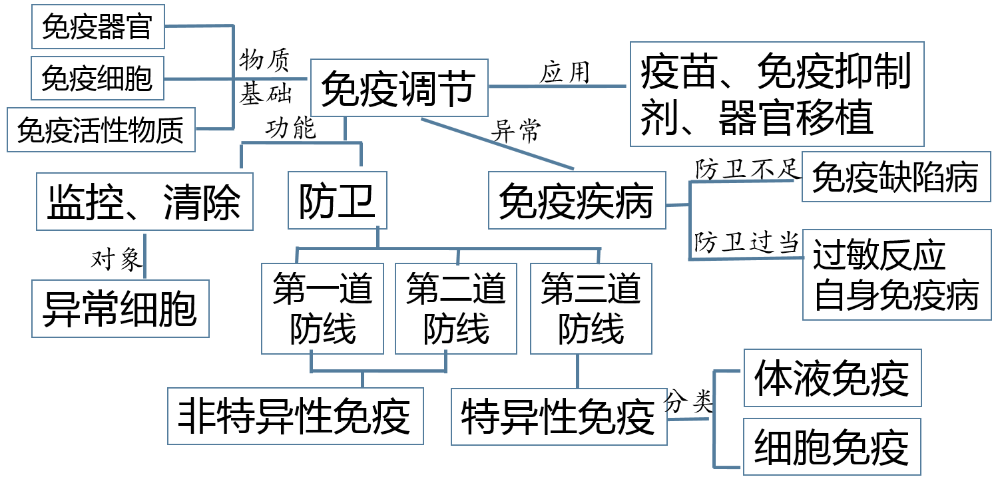 免疫器官
免疫细胞
免疫活性物质
物质
基础
免疫调节
应用
疫苗、免疫抑制
剂、器官移植
功能
异常
监控、清除
防卫
免疫疾病
防卫不足
免疫缺陷病
防卫过当
过敏反应
自身免疫病
对象
异常细胞
第一道
防线
第二道
防线
第三道
防线
非特异性免疫
特异性免疫
分类
体液免疫
细胞免疫